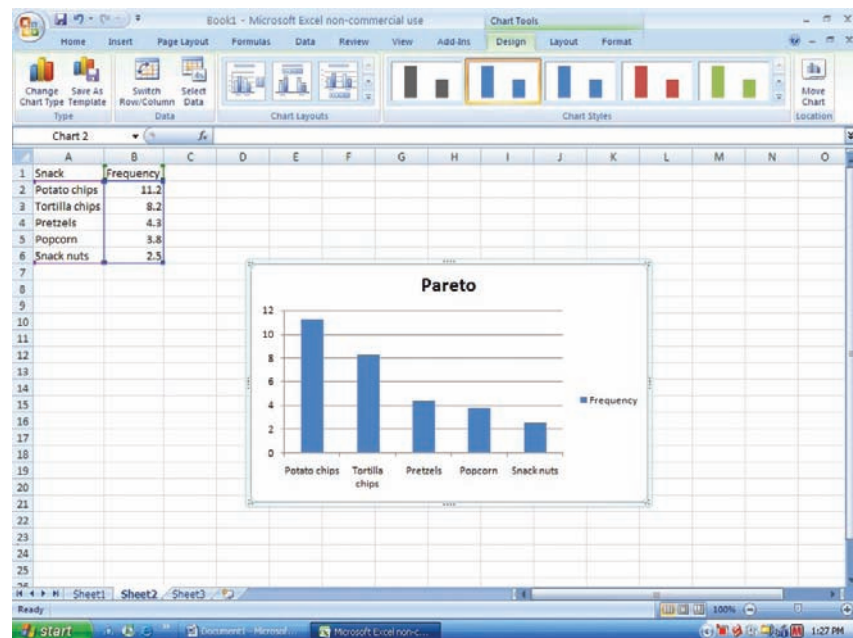 Book1 - Microsoft Excel non-commercial use
Chart Tools
Home Insert Page Layout Formulas Data Review View Add-Ins Design Layout Format
Change Chart Type
Save As Template
Switch Row/Column
Select Data
Move Chart
Type Data Chart Layouts Chart Styles Location
Chart 2 fx
A B C D E F G H I J K L M N O
1 Snack Frequency
2 Potato chips 11.2
3 Tortilla chips 8.2
4 Pretzels 4.3
5 Popcorn 3.8
6 Snack nuts 2.5
7
8
9
10
11
12
13
14
15
16
17
18
19
20
21
22
23
24
25
Pareto
12
10
8
6
4
2
0
Potato chips Tortilla chips Pretzels Popcorn Snack nuts
Frequency
Sheet1 Sheet2 Sheet3
Ready 100%
start Document1 - Microsof... Microsoft Excel non-c... 1:27 PM